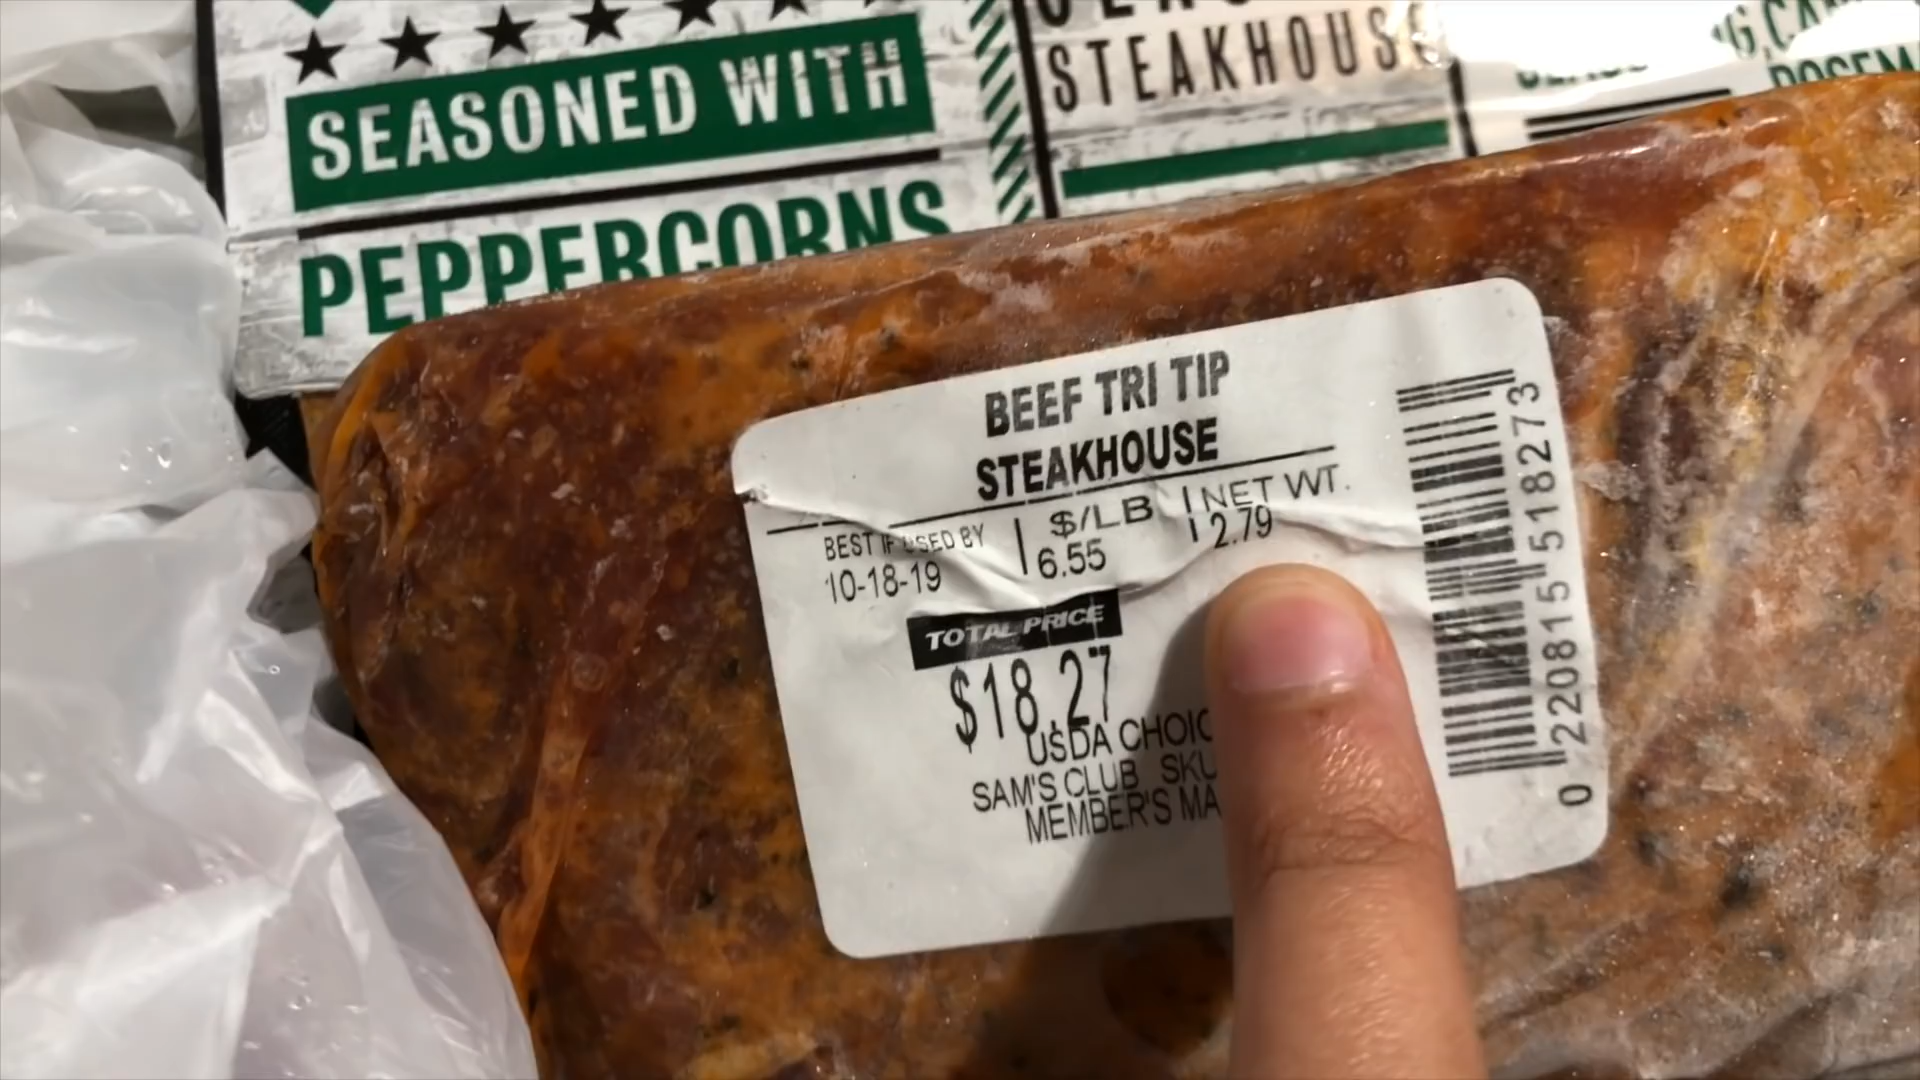 SEASONED WITH
PEPPERCORNS
STEAKHOUSE
BEEF TRI TIP
STEAKHOUSE
BEST IF USED BY
10-18-19
$/LB
6.55
NET WT.
2.79
TOTAL PRICE
$18.27
USDA CHOIC
SAM'S CLUB SKU
MEMBER'S MA
0 220815 518273